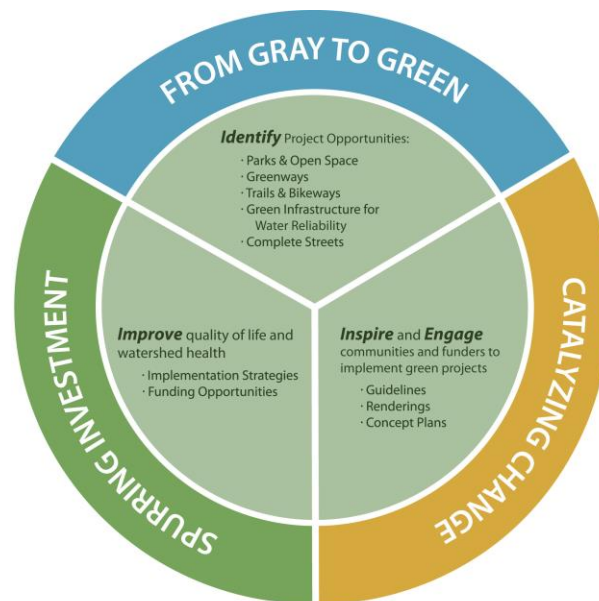 FROM GRAY TO GREEN
Identify Project Opportunities:
· Parks & Open Space
· Greenways
· Trails & Bikeways
· Green Infrastructure for
Water Reliability
· Complete Streets
CATALYZING CHANGE
Inspire and Engage
communities and funders to
implement green projects
· Guidelines
· Renderings
· Concept Plans
SPURRING INVESTMENT
Improve quality of life and
watershed health
· Implementation Strategies
· Funding Opportunities